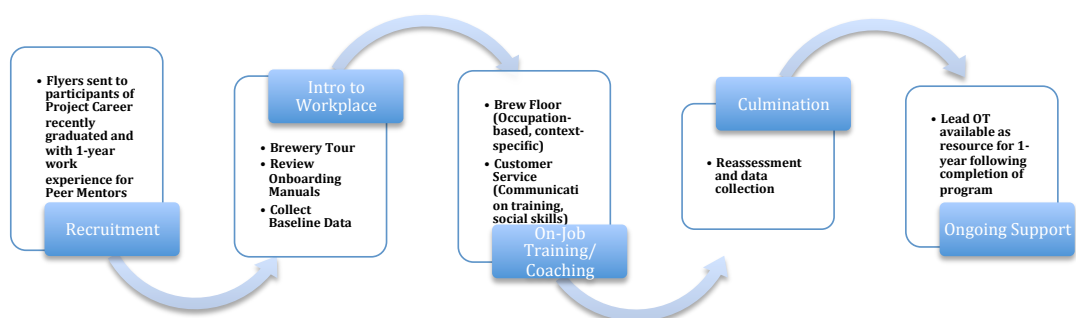 • Flyers sent to
participants of
Project Career
recently
graduated and
with 1-year
work
experience for
Peer Mentors
Recruitment
Intro to
Workplace
• Brewery Tour
• Review
Onboarding
Manuals
• Collect
Baseline Data
• Brew Floor
(Occupation-
based, context-
specific)
• Customer
Service
(Communicati
on training,
social skills)
On-Job
Training/
Coaching
Culmination
• Reassessment
and data
collection
• Lead OT
available as
resource for 1-
year following
completion of
program
Ongoing Support